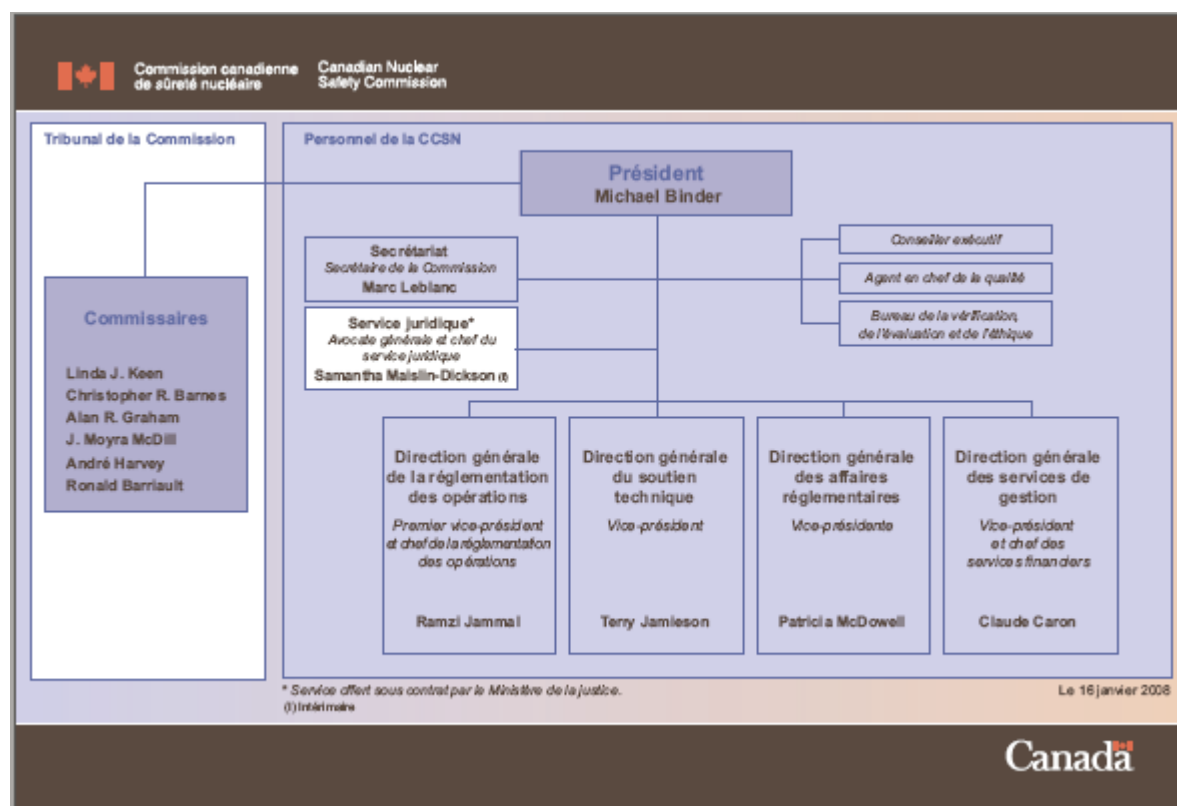 Commission canadienne
de sûreté nucléaire
Canadian Nuclear
Safety Commission
Tribunal de la Commission
Personnel de la CCSN
Président
Michael Binder
Secrétariat
Secrétaire de la Commission
Marc Leblanc
Service juridique*
Avocate générale et chef du
service juridique
Samantha Maislin-Dickson (I)
Conseiller exécutif
Agent en chef de la qualité
Bureau de la vérification,
de l'évaluation et de l'éthique
Commissaires
Linda J. Keen
Christopher R. Barnes
Alan R. Graham
J. Moyra McDill
André Harvey
Ronald Barriault
Direction générale
de la réglementation
des opérations
Premier vice-président
et chef de la réglementation
des opérations
Ramzi Jammal
Direction générale
du soutien
technique
Vice-président
Terry Jamieson
Direction générale
des affaires
réglementaires
Vice-présidente
Patricia McDowell
Direction générale
des services de
gestion
Vice-président
et chef des
services financiers
Claude Caron
* Service offert sous contrat par le Ministère de la justice.
(I) Intérimaire
Le 16 janvier 2008
Canada